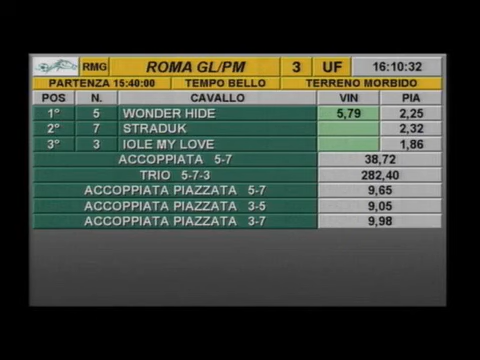 RMG ROMA GL/PM 3 UF 16:10:32
PARTENZA 15:40:00 TEMPO BELLO TERRENO MORBIDO
POS N. CAVALLO VIN PIA
1° 5 WONDER HIDE 5,79 2,25
2° 7 STRADUK 2,32
3° 3 IOLE MY LOVE 1,86
ACCOPPIATA 5-7 38,72
TRIO 5-7-3 282,40
ACCOPPIATA PIAZZATA 5-7 9,65
ACCOPPIATA PIAZZATA 3-5 9,05
ACCOPPIATA PIAZZATA 3-7 9,98